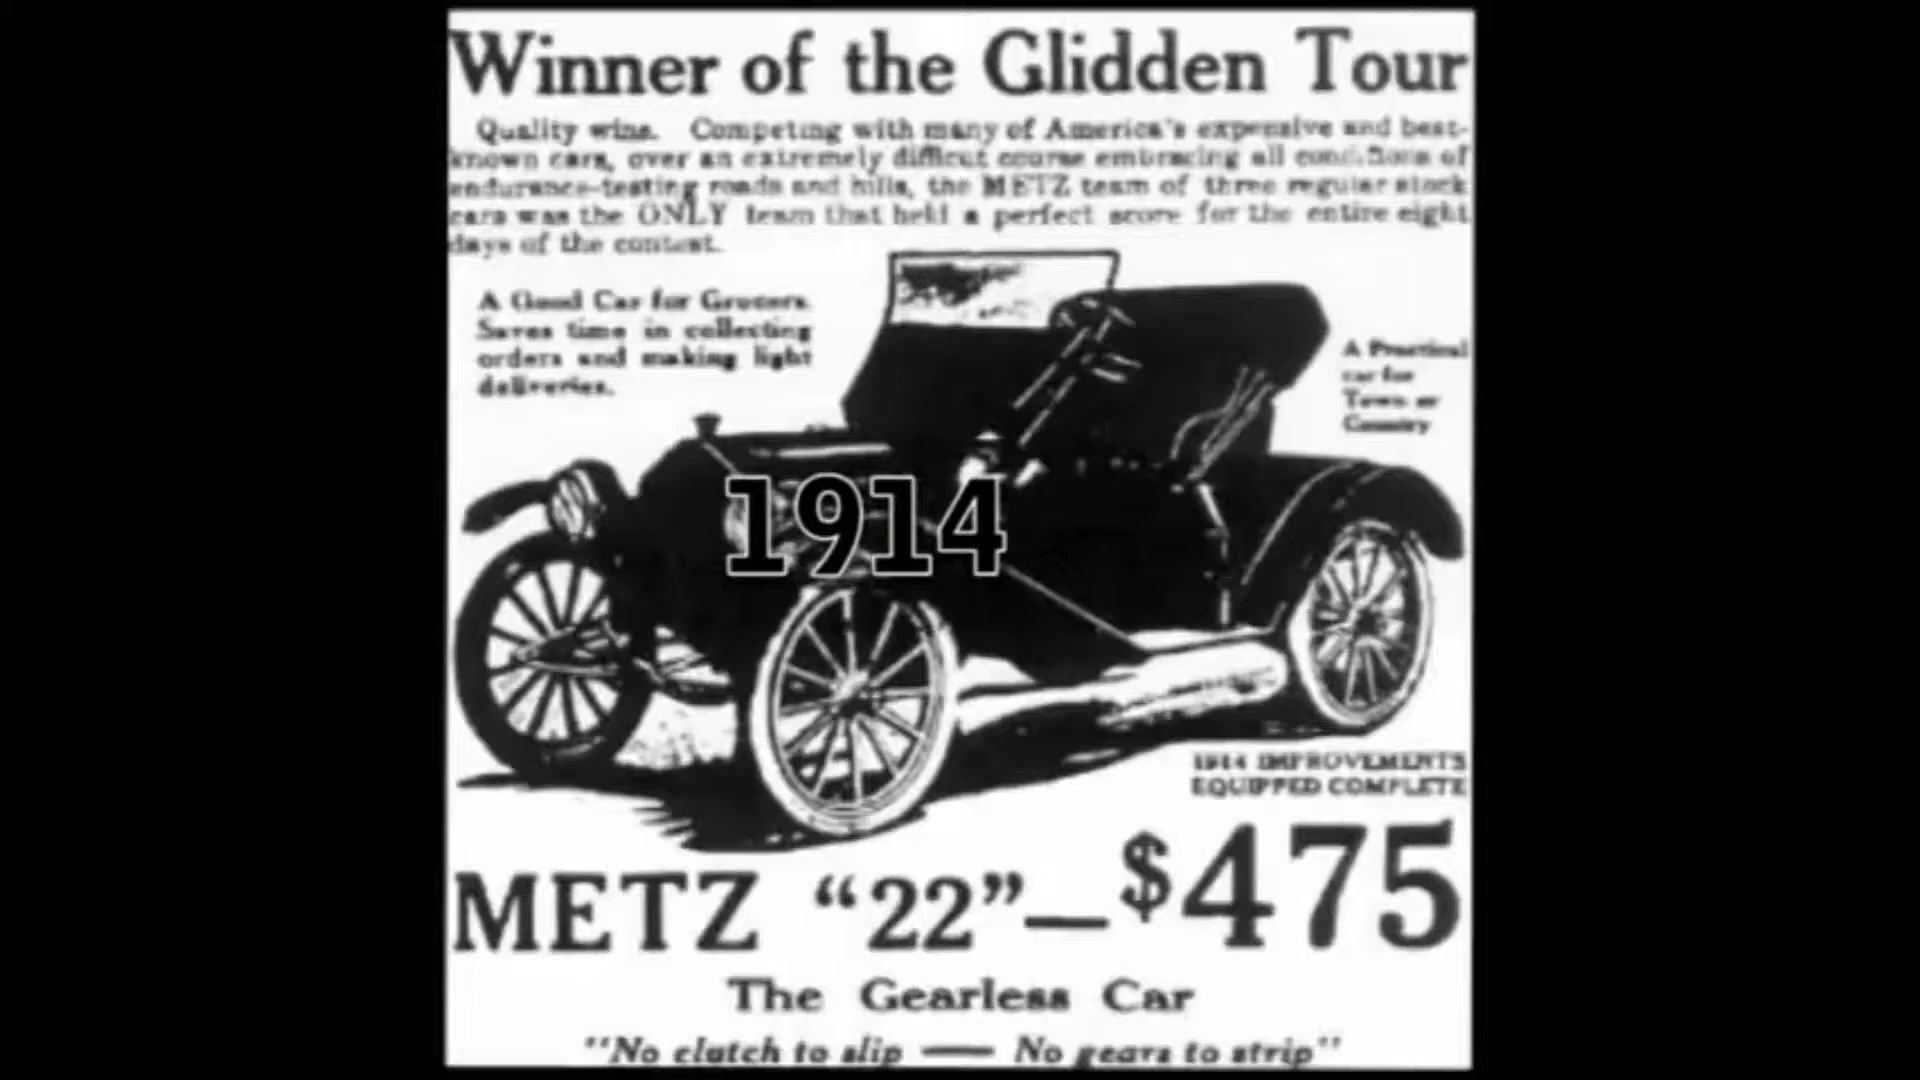 Winner of the Glidden Tour
Quality wins. Competing with many of America's expensive and best-
known cars, over an extremely difficult course embracing all conditions of
endurance-testing roads and hills, the METZ team of three regular stock
cars was the ONLY team that held a perfect score for the entire eight
days of the contest.
A Good Car for Grocers.
Saves time in collecting
orders and making light
deliveries.
A Practical
car for
Town or
Country
1914
1914 IMPROVEMENTS
EQUIPPED COMPLETE
METZ “22”—$475
The Gearless Car
"No clutch to slip — No gears to strip"